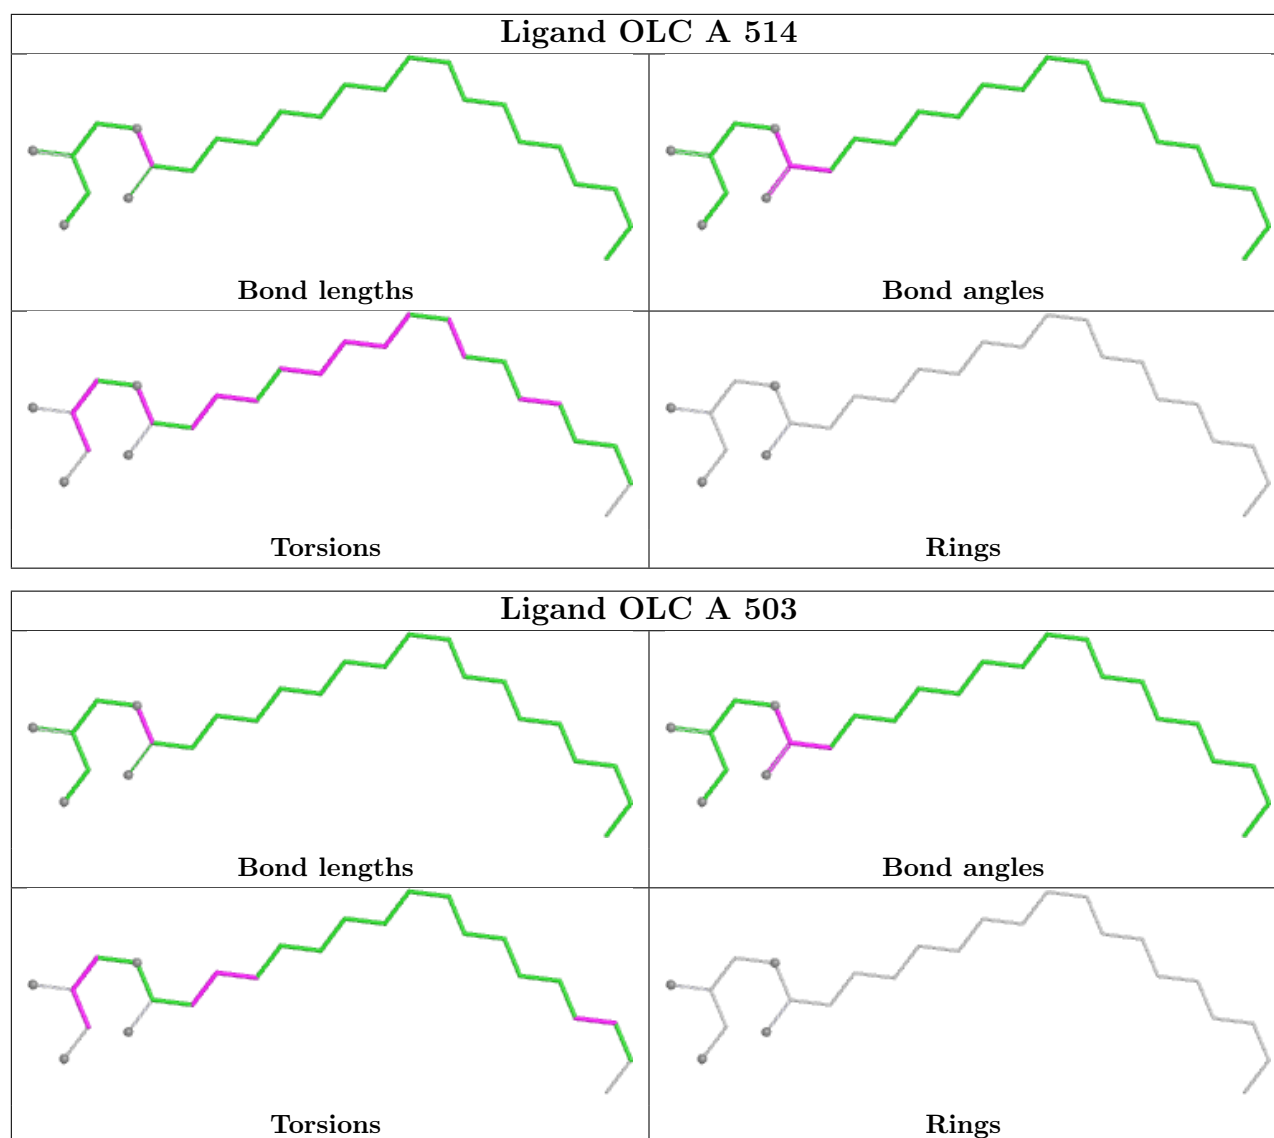 Ligand OLC A 514
Bond lengths
Bond angles
Torsions
Rings
Ligand OLC A 503
Bond lengths
Bond angles
Torsions
Rings